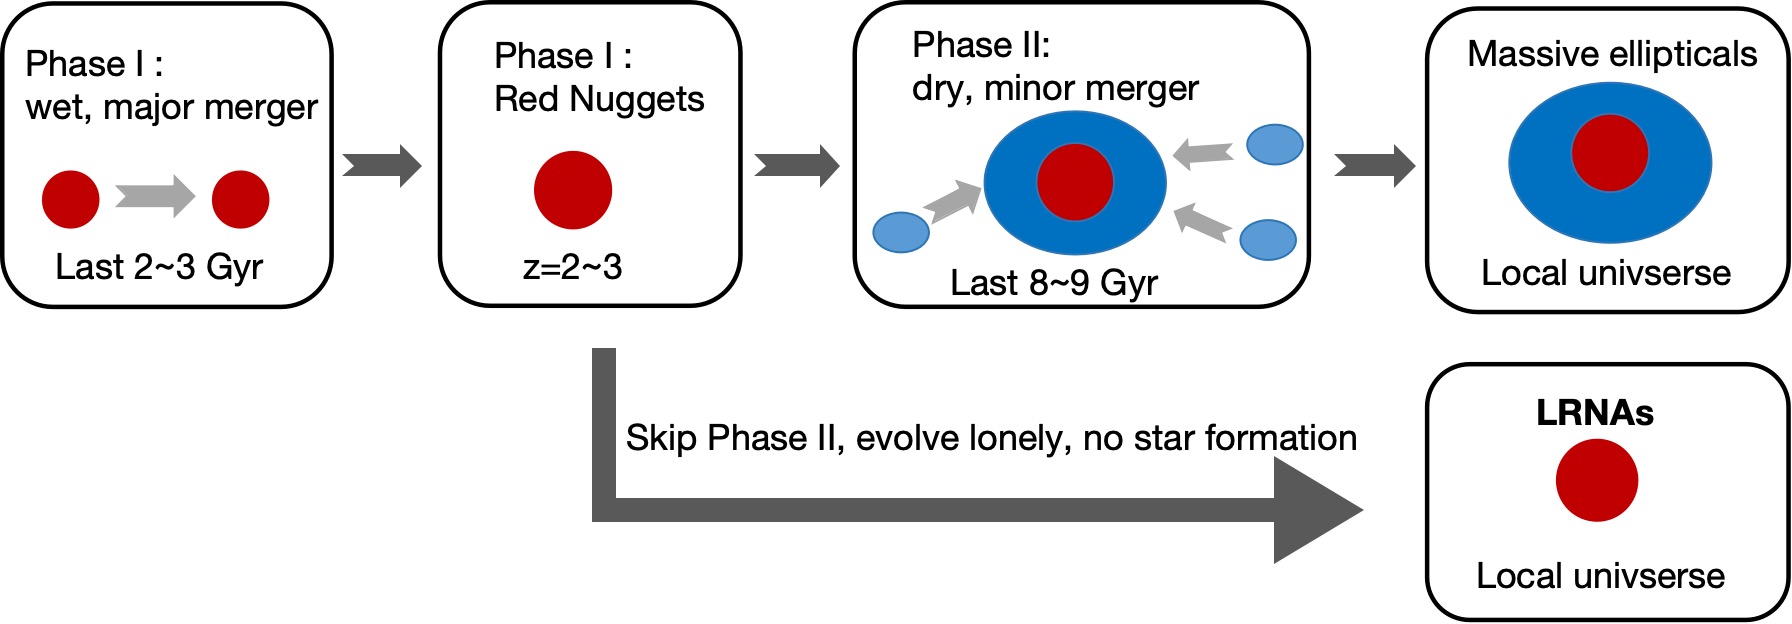 Phase I :
wet, major merger
Last 2~3 Gyr
Phase I :
Red Nuggets
z=2~3
Phase II:
dry, minor merger
Last 8~9 Gyr
Massive ellipticals
Local univserse
Skip Phase II, evolve lonely, no star formation
LRNAs
Local univserse